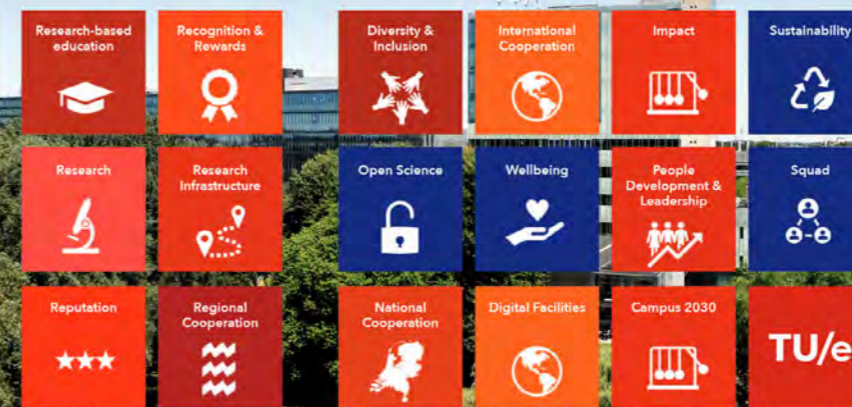 Research-based
education
Recognition &
Rewards
Diversity &
Inclusion
International
Cooperation
Impact
Sustainability
Research
Research
Infrastructure
Open Science
Wellbeing
People
Development &
Leadership
Squad
Reputation
Regional
Cooperation
National
Cooperation
Digital Facilities
Campus 2030
TU/e